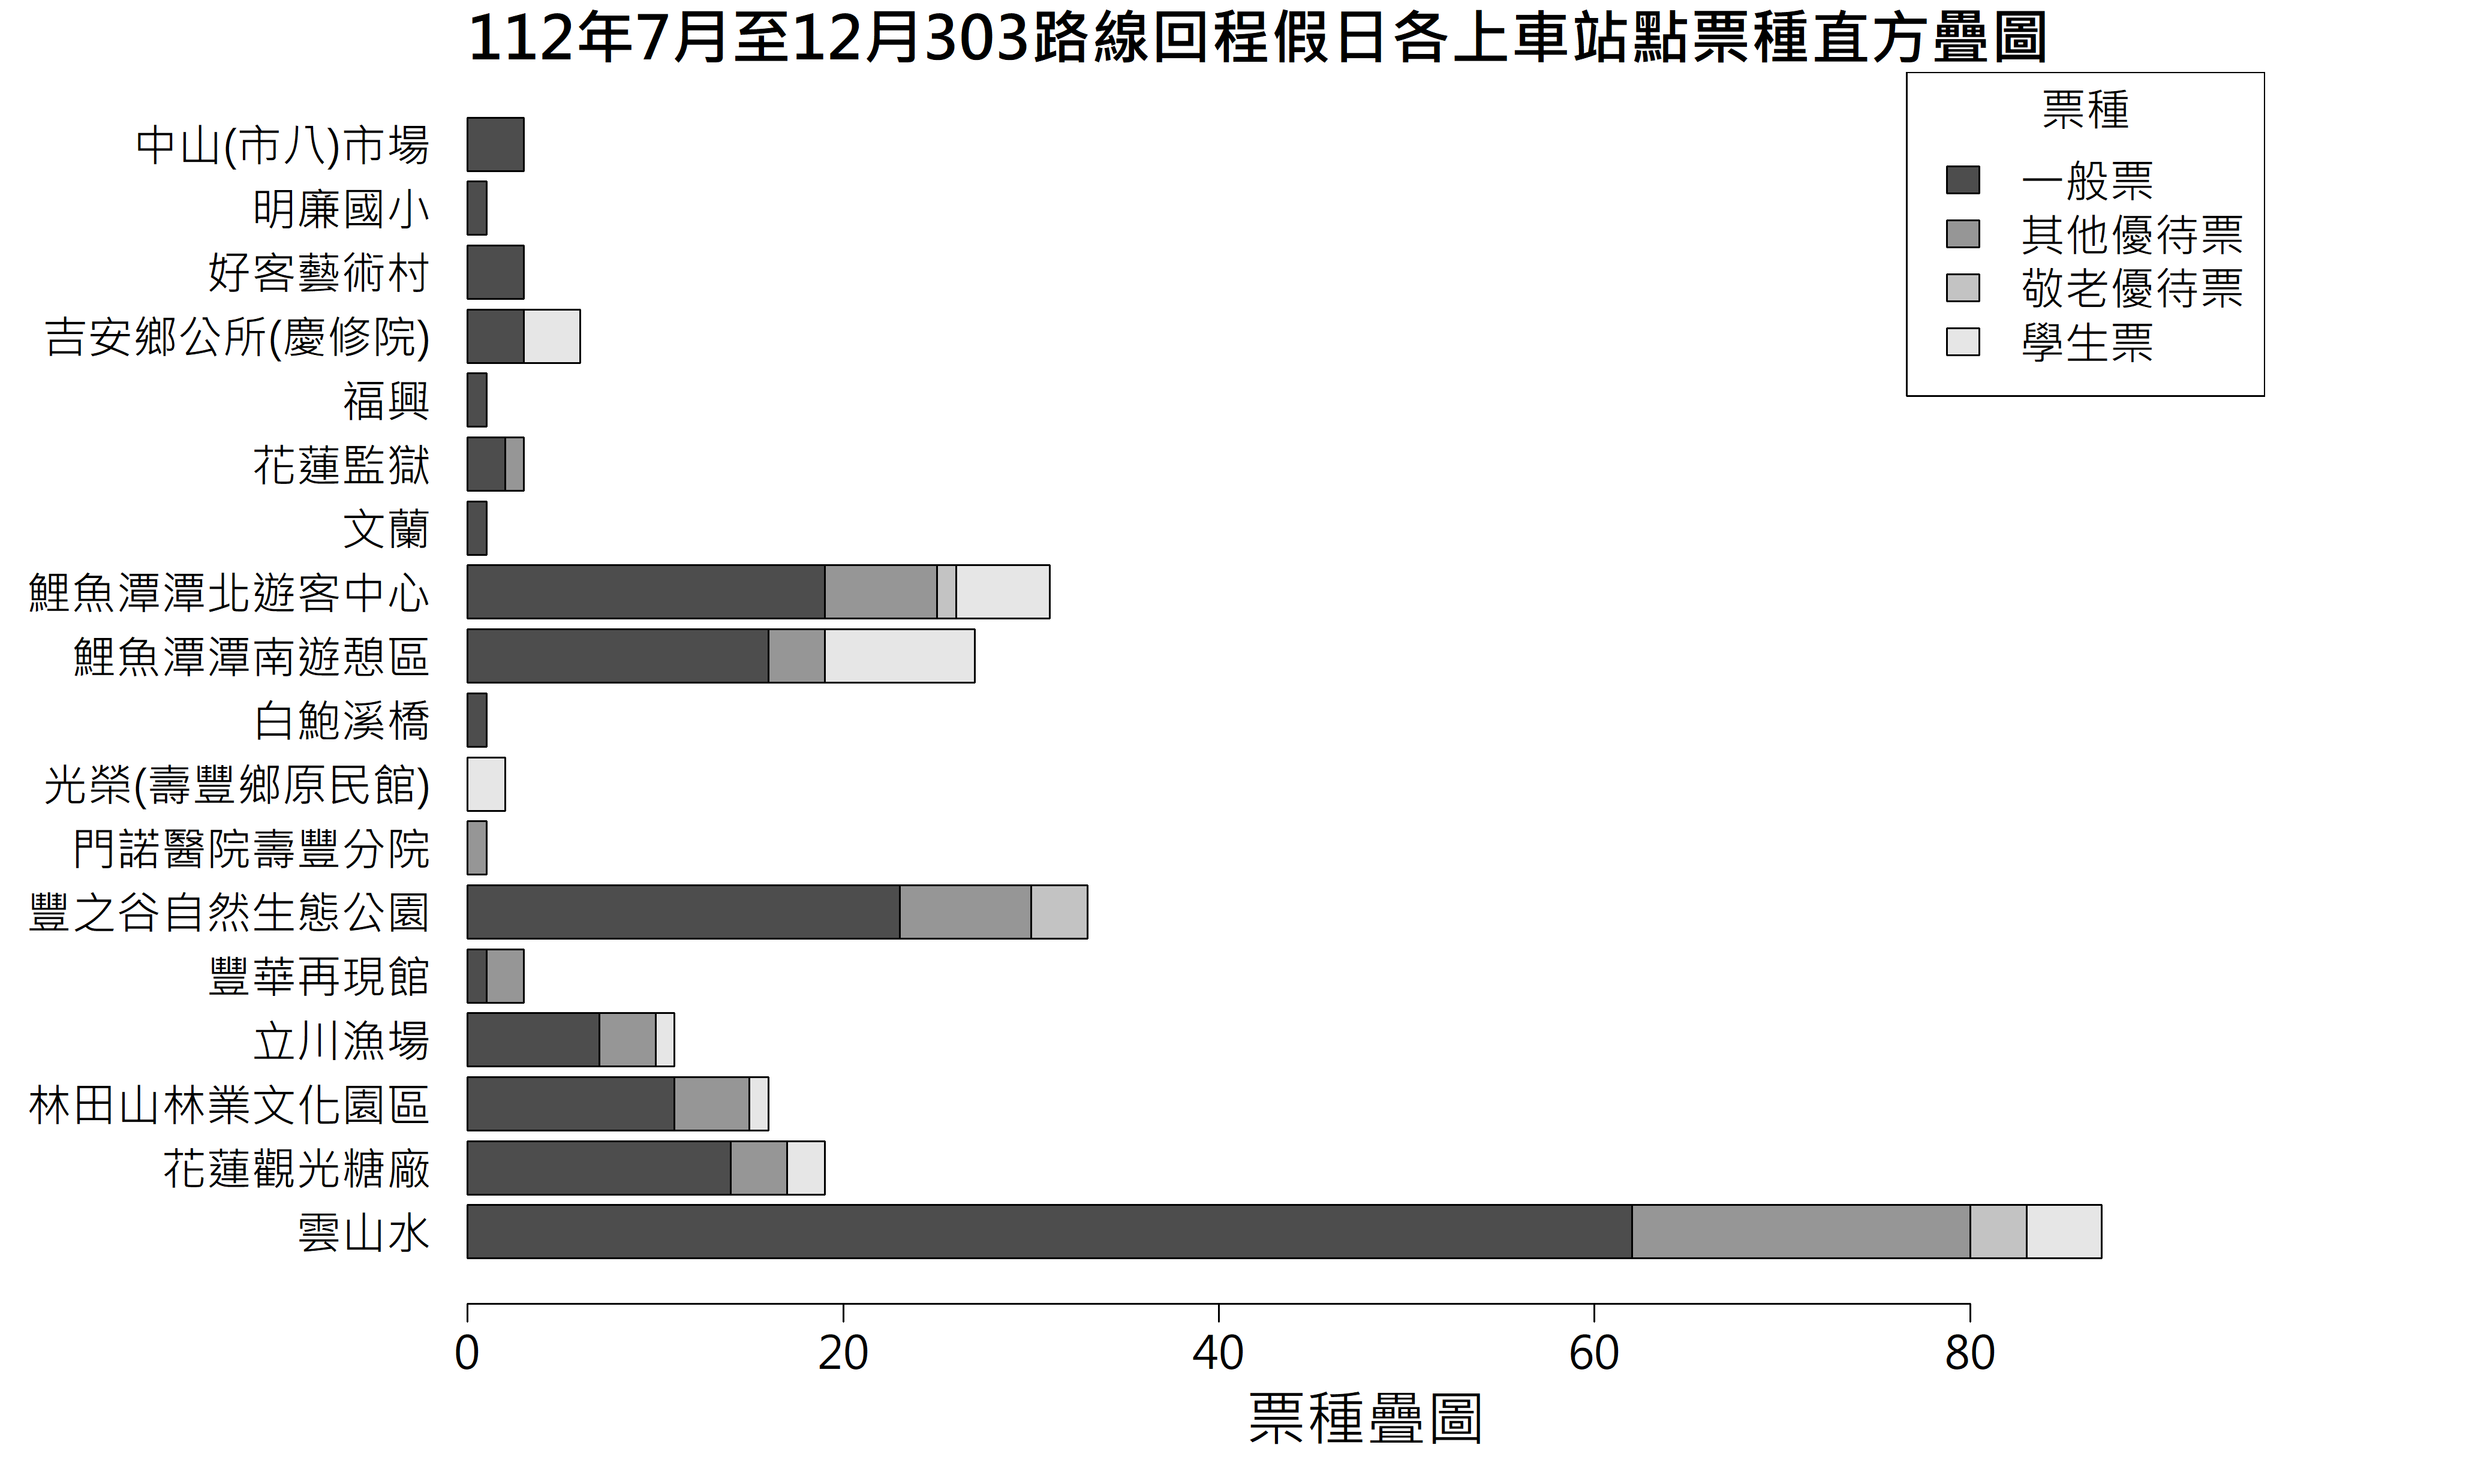 112年7月至12月303路線回程假日各上車站點票種直方疊圖
票種
一般票
其他優待票
敬老優待票
學生票
中山(市八)市場
明廉國小
好客藝術村
吉安鄉公所(慶修院)
福興
花蓮監獄
文蘭
鯉魚潭潭北遊客中心
鯉魚潭潭南遊憩區
白鮑溪橋
光榮(壽豐鄉原民館)
門諾醫院壽豐分院
豐之谷自然生態公園
豐華再現館
立川漁場
林田山林業文化園區
花蓮觀光糖廠
雲山水
0 20 40 60 80
票種疊圖